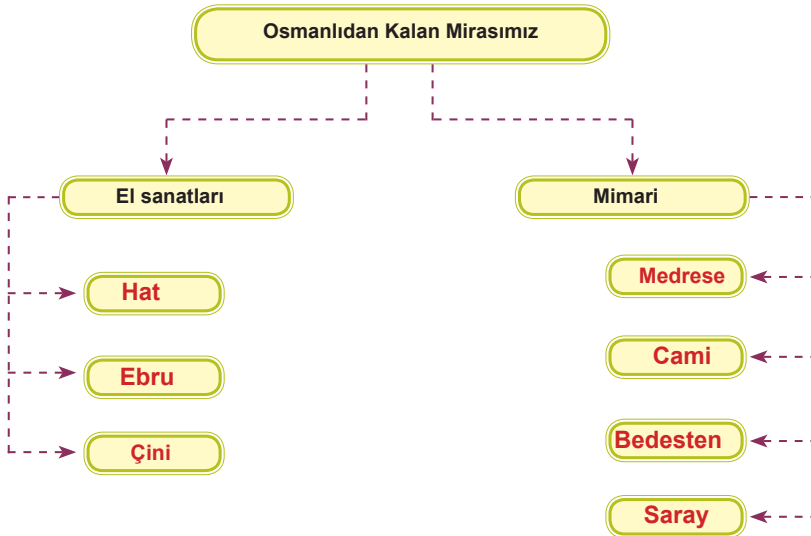 Osmanlıdan Kalan Mirasımız
El sanatları
Hat
Ebru
Çini
Mimari
Medrese
Cami
Bedesten
Saray